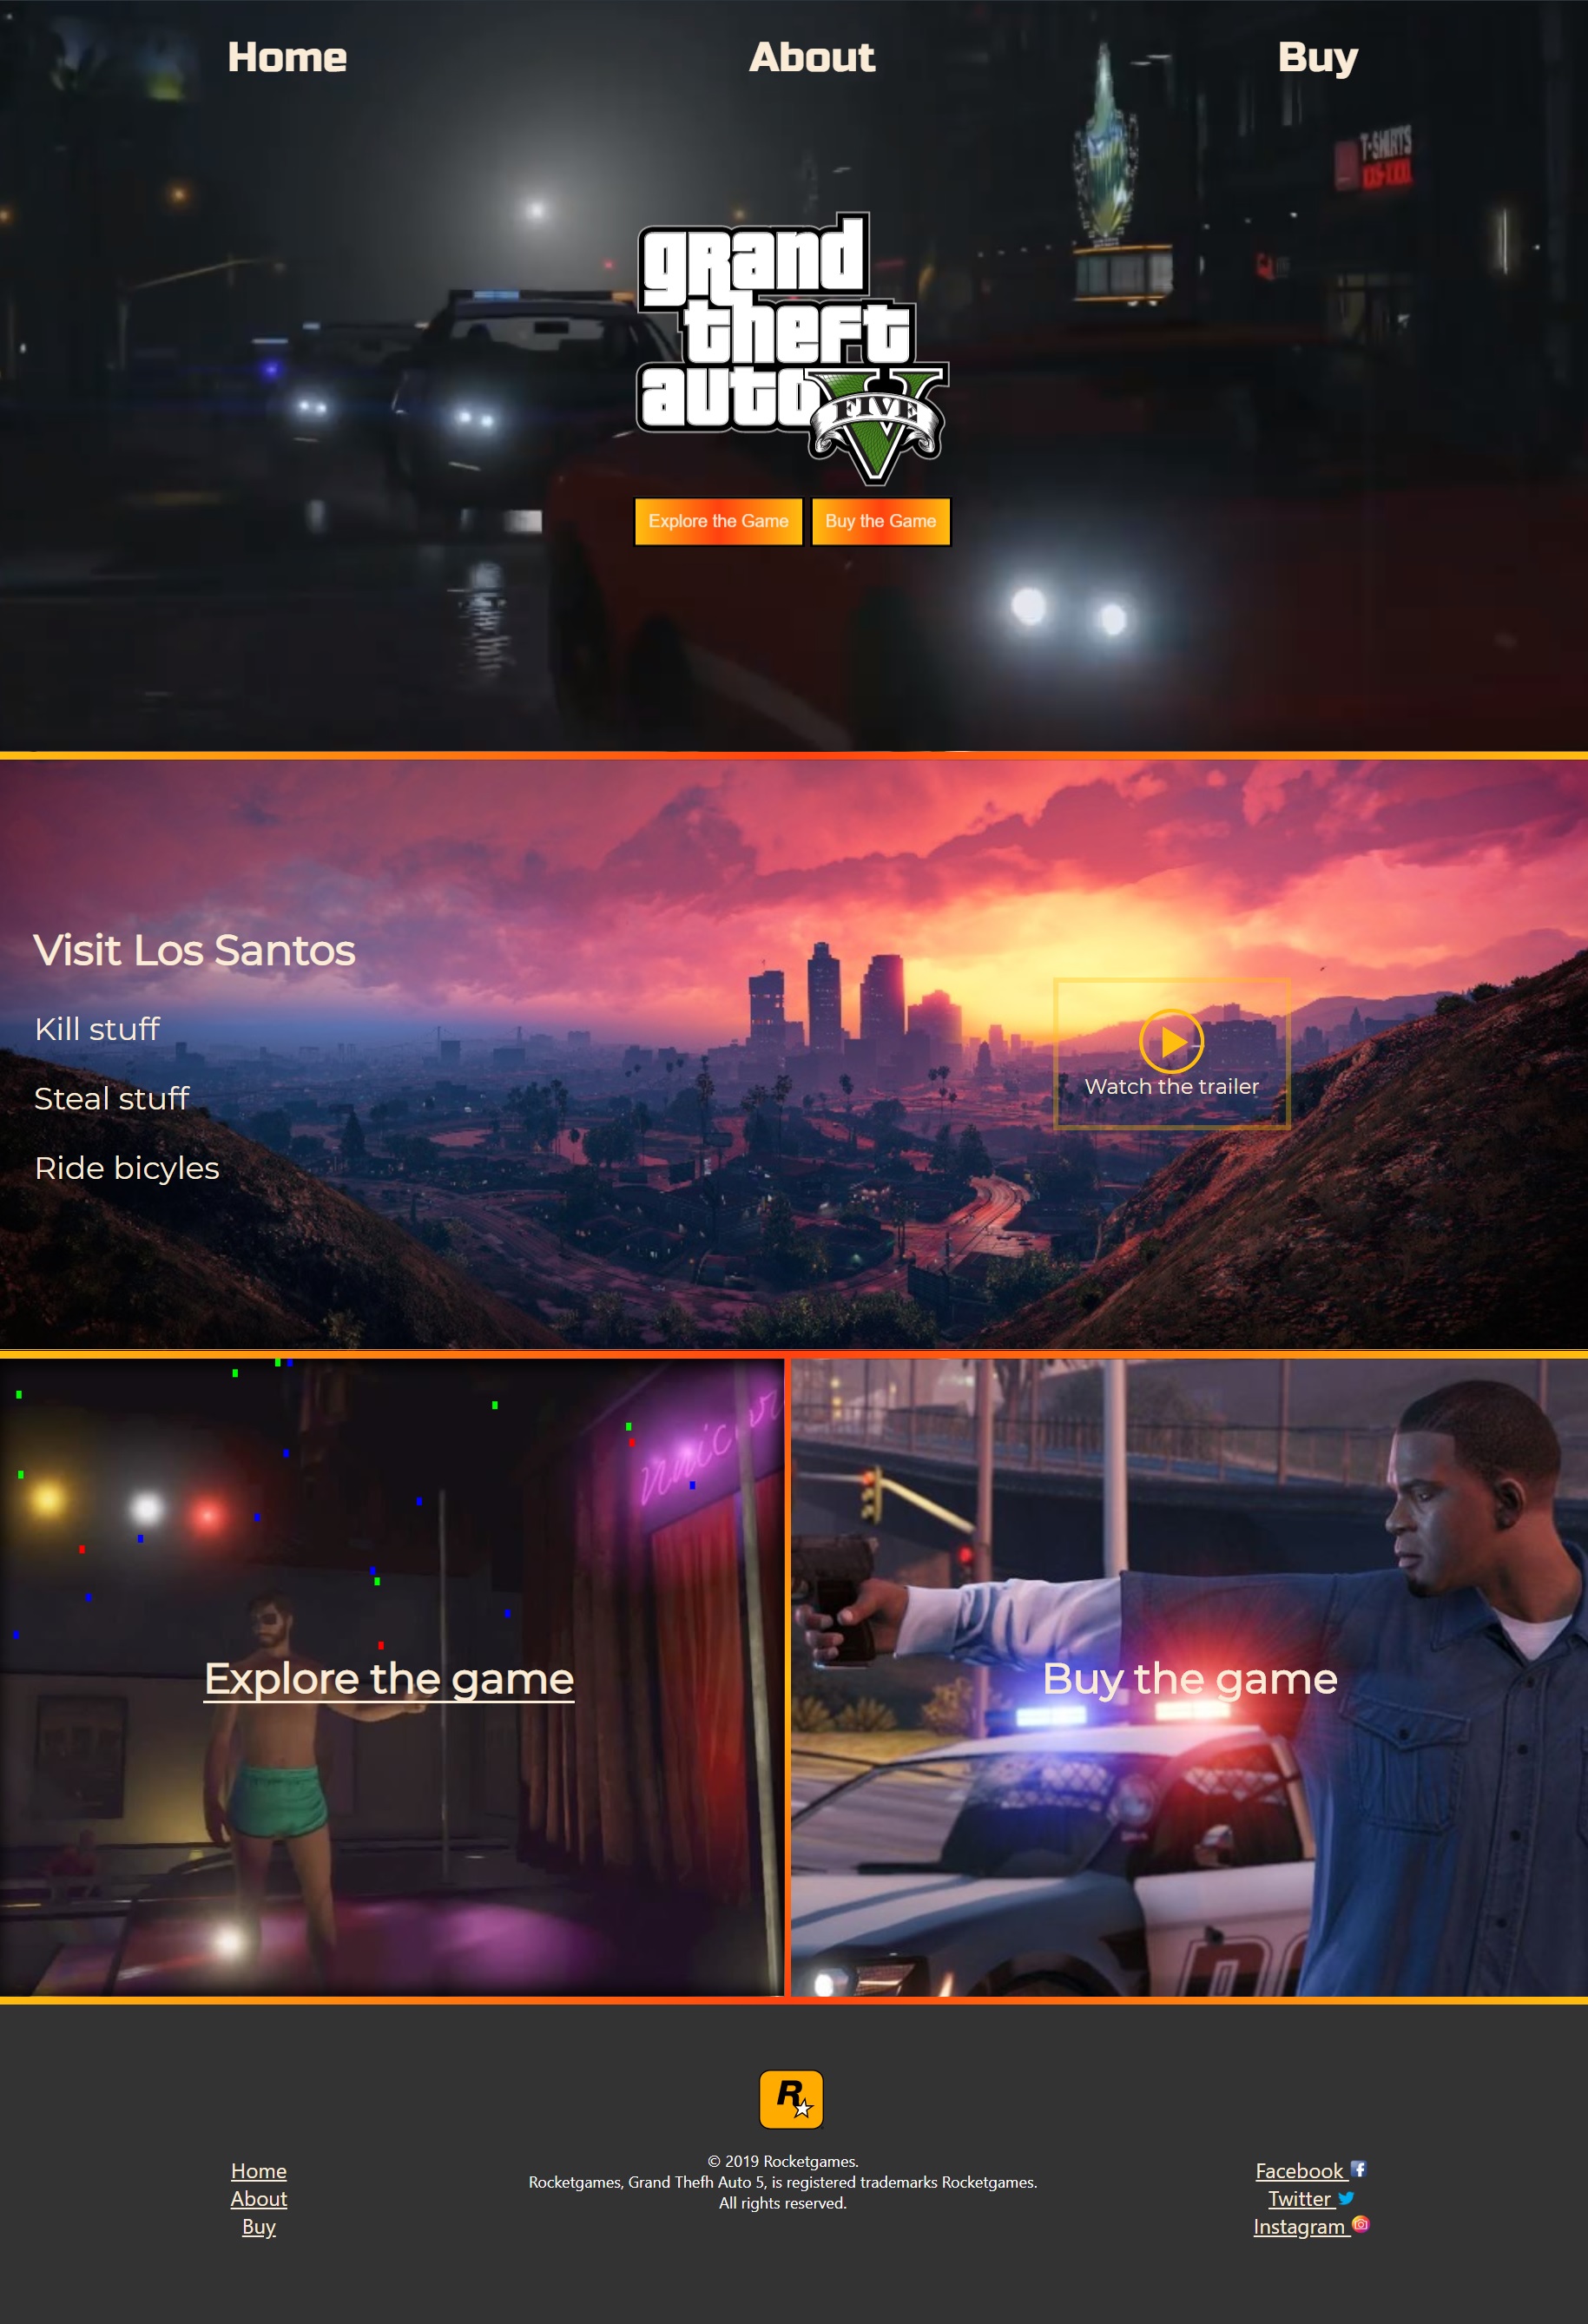 Home About Buy
T-SHIRTS
grand
theft
auto V
FIVE
Explore the Game Buy the Game
Visit Los Santos
Kill stuff
Steal stuff
Ride bicyles
Watch the trailer
Explore the game
Buy the game
R
© 2019 Rocketgames.
Rocketgames, Grand Thefh Auto 5, is registered trademarks Rocketgames.
All rights reserved.
Home
About
Buy
Facebook
Twitter
Instagram